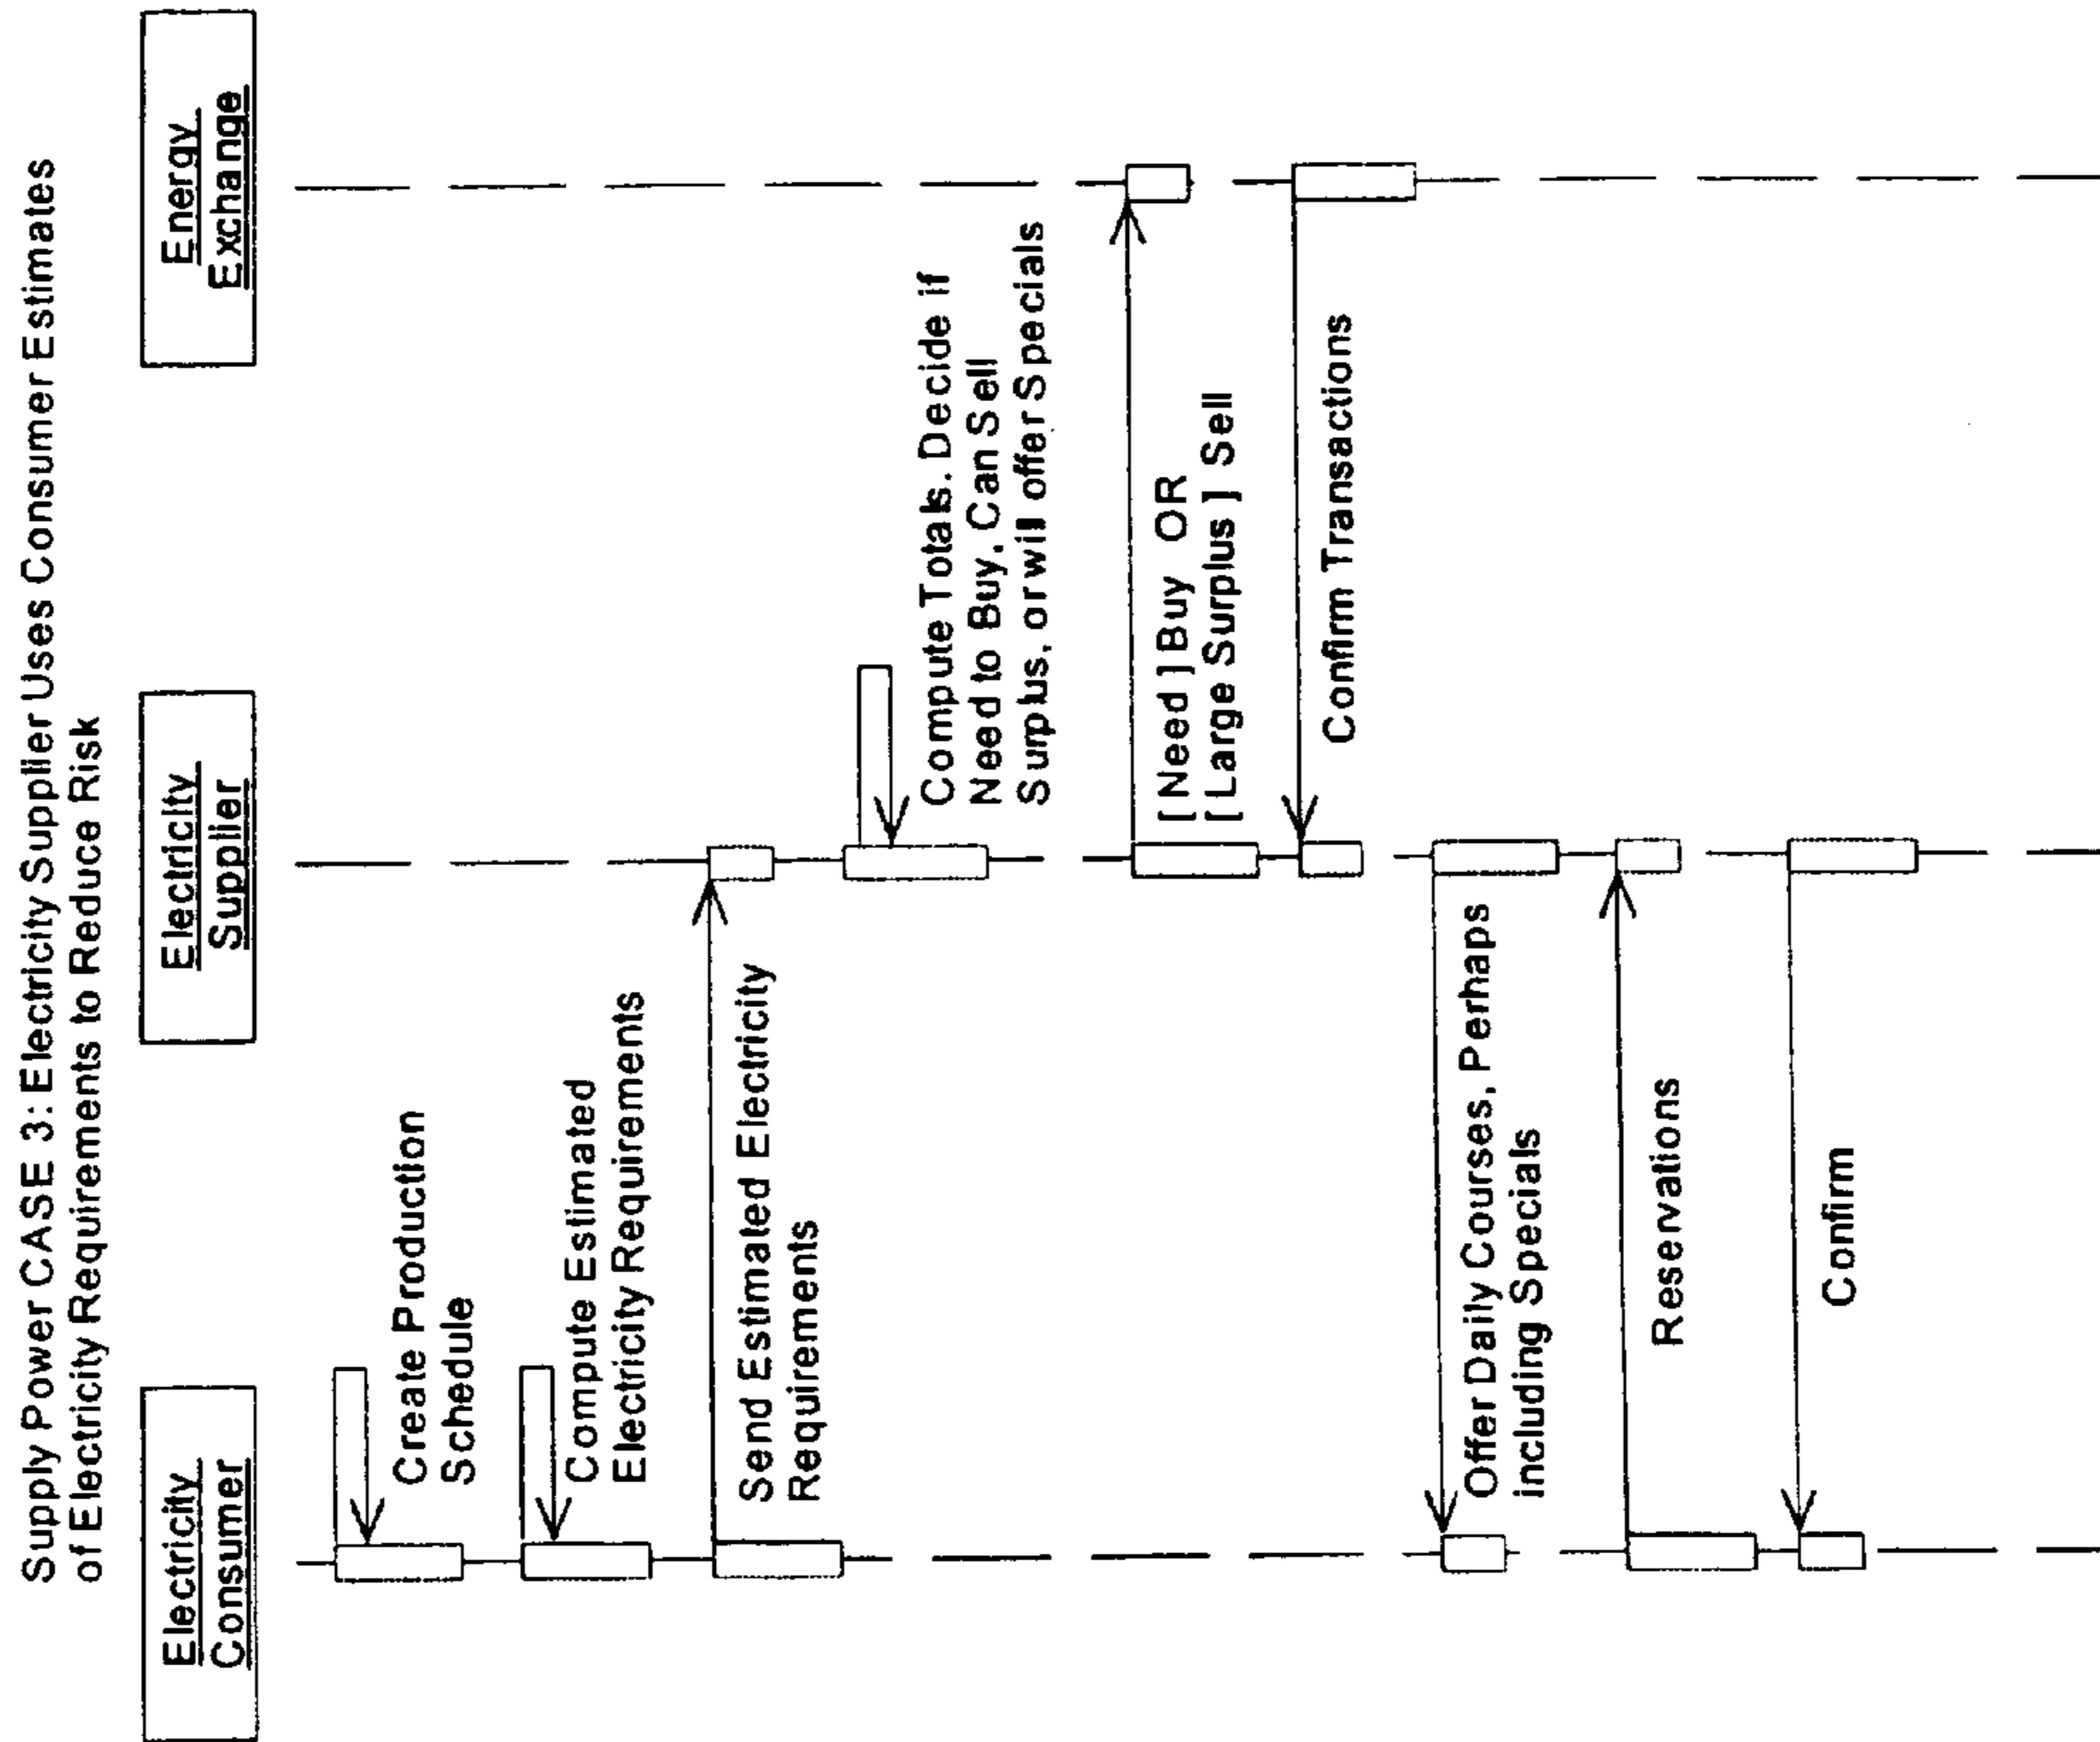 Supply Power CASE 3: Electricity Supplier Uses Consumer Estimates
of Electricity Requirements to Reduce Risk
Electricity
Consumer
Electricity
Supplier
Energy
Exchange
Create Production
Schedule
Compute Estimated
Electricity Requirements
Send Estimated Electricity
Requirements
Compute Totals. Decide if
Need to Buy, Can Sell
Surplus, or will offer Specials
[Need] Buy OR
[Large Surplus] Sell
Confirm Transactions
Offer Daily Courses, Perhaps
including Specials
Reservations
Confirm